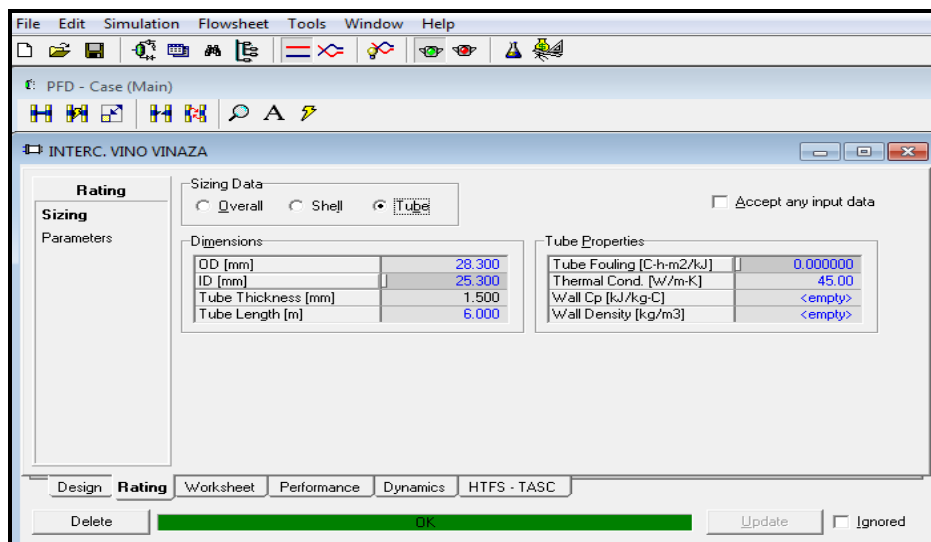 File Edit Simulation Flowsheet Tools Window Help
PFD - Case (Main)
A
INTERC. VINO VINAZA
Rating
Sizing
Parameters
Sizing Data
Overall Shell Tube
Accept any input data
Dimensions
OD [mm] 28.300
ID [mm] 25.300
Tube Thickness [mm] 1.500
Tube Length [m] 6.000
Tube Properties
Tube Fouling [C-h-m2/kJ] 0.000000
Thermal Cond. [W/m-K] 45.00
Wall Cp [kJ/kg-C] <empty>
Wall Density [kg/m3] <empty>
Design Rating Worksheet Performance Dynamics HTFS - TASC
Delete OK Update Ignored